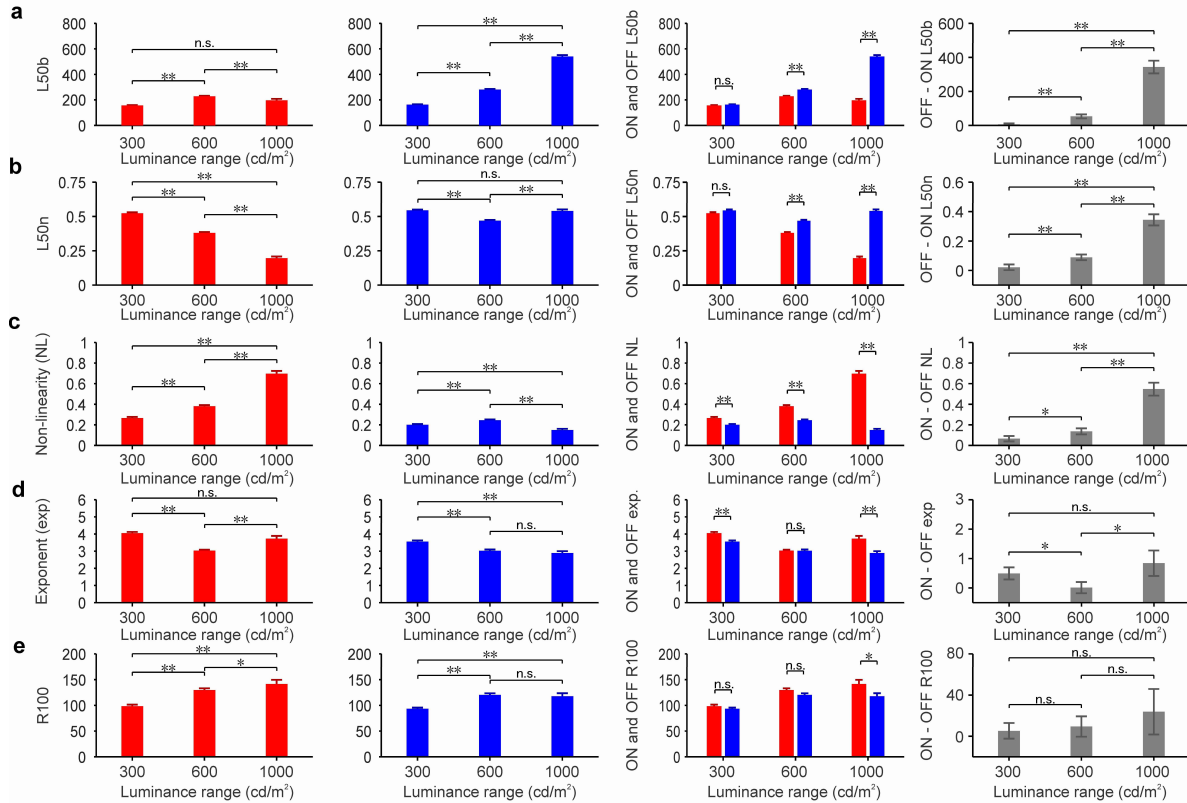 a
L50b
800
600
400
200
0
n.s.
**
**
300 600 1000
Luminance range (cd/m²)
800
600
400
200
0
**
**
**
300 600 1000
Luminance range (cd/m²)
ON and OFF L50b
800
600
400
200
0
n.s.
**
**
300 600 1000
Luminance range (cd/m²)
OFF - ON L50b
600
400
200
0
**
**
**
300 600 1000
Luminance range (cd/m²)
b
L50n
0.75
0.5
0.25
0
**
**
**
300 600 1000
Luminance range (cd/m²)
0.75
0.5
0.25
0
n.s.
**
**
300 600 1000
Luminance range (cd/m²)
ON and OFF L50n
0.75
0.5
0.25
0
n.s.
**
**
300 600 1000
Luminance range (cd/m²)
OFF - ON L50n
0.6
0.4
0.2
0
**
**
**
300 600 1000
Luminance range (cd/m²)
c
Non-linearity (NL)
1
0.8
0.6
0.4
0.2
0
**
**
**
300 600 1000
Luminance range (cd/m²)
1
0.8
0.6
0.4
0.2
0
**
**
**
300 600 1000
Luminance range (cd/m²)
ON and OFF NL
1
0.8
0.6
0.4
0.2
0
**
**
**
300 600 1000
Luminance range (cd/m²)
ON - OFF NL
1
0.8
0.6
0.4
0.2
0
**
**
*
300 600 1000
Luminance range (cd/m²)
d
Exponent (exp)
6
5
4
3
2
1
0
n.s.
**
**
300 600 1000
Luminance range (cd/m²)
6
5
4
3
2
1
0
**
**
n.s.
300 600 1000
Luminance range (cd/m²)
ON and OFF exp.
6
5
4
3
2
1
0
**
n.s.
**
300 600 1000
Luminance range (cd/m²)
ON - OFF exp
3
2
1
0
n.s.
*
*
300 600 1000
Luminance range (cd/m²)
e
R100
200
150
100
50
0
**
**
*
300 600 1000
Luminance range (cd/m²)
200
150
100
50
0
**
**
n.s.
300 600 1000
Luminance range (cd/m²)
ON and OFF R100
200
150
100
50
0
n.s.
n.s.
*
300 600 1000
Luminance range (cd/m²)
ON - OFF R100
80
40
0
n.s.
n.s.
n.s.
300 600 1000
Luminance range (cd/m²)